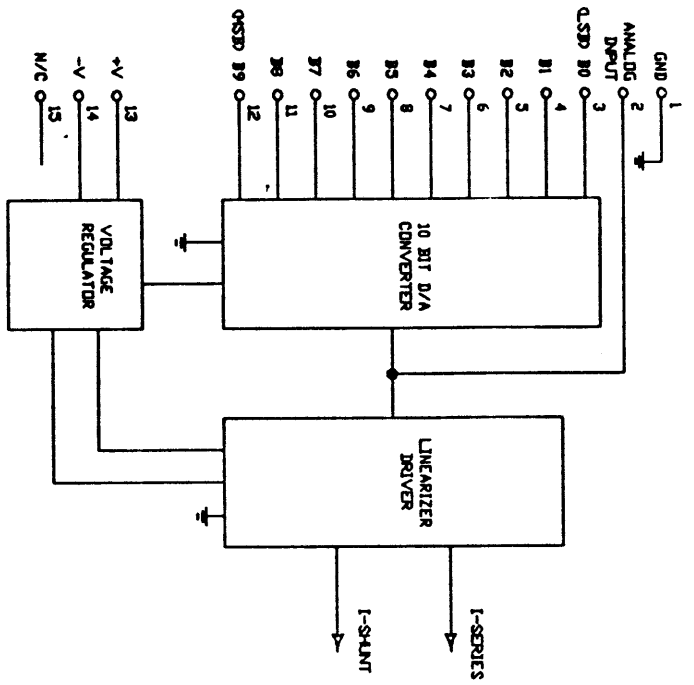 GND 1
ANALOG
INPUT 2
(LSB) B0 3
B1 4
B2 5
B3 6
B4 7
B5 8
B6 9
B7 10
B8 11
(MSB) B9 12
+V 13
-V 14
N/C 15
10 BIT D/A
CONVERTER
VOLTAGE
REGULATOR
LINEARIZER
DRIVER
I-SERIES
I-SHUNT